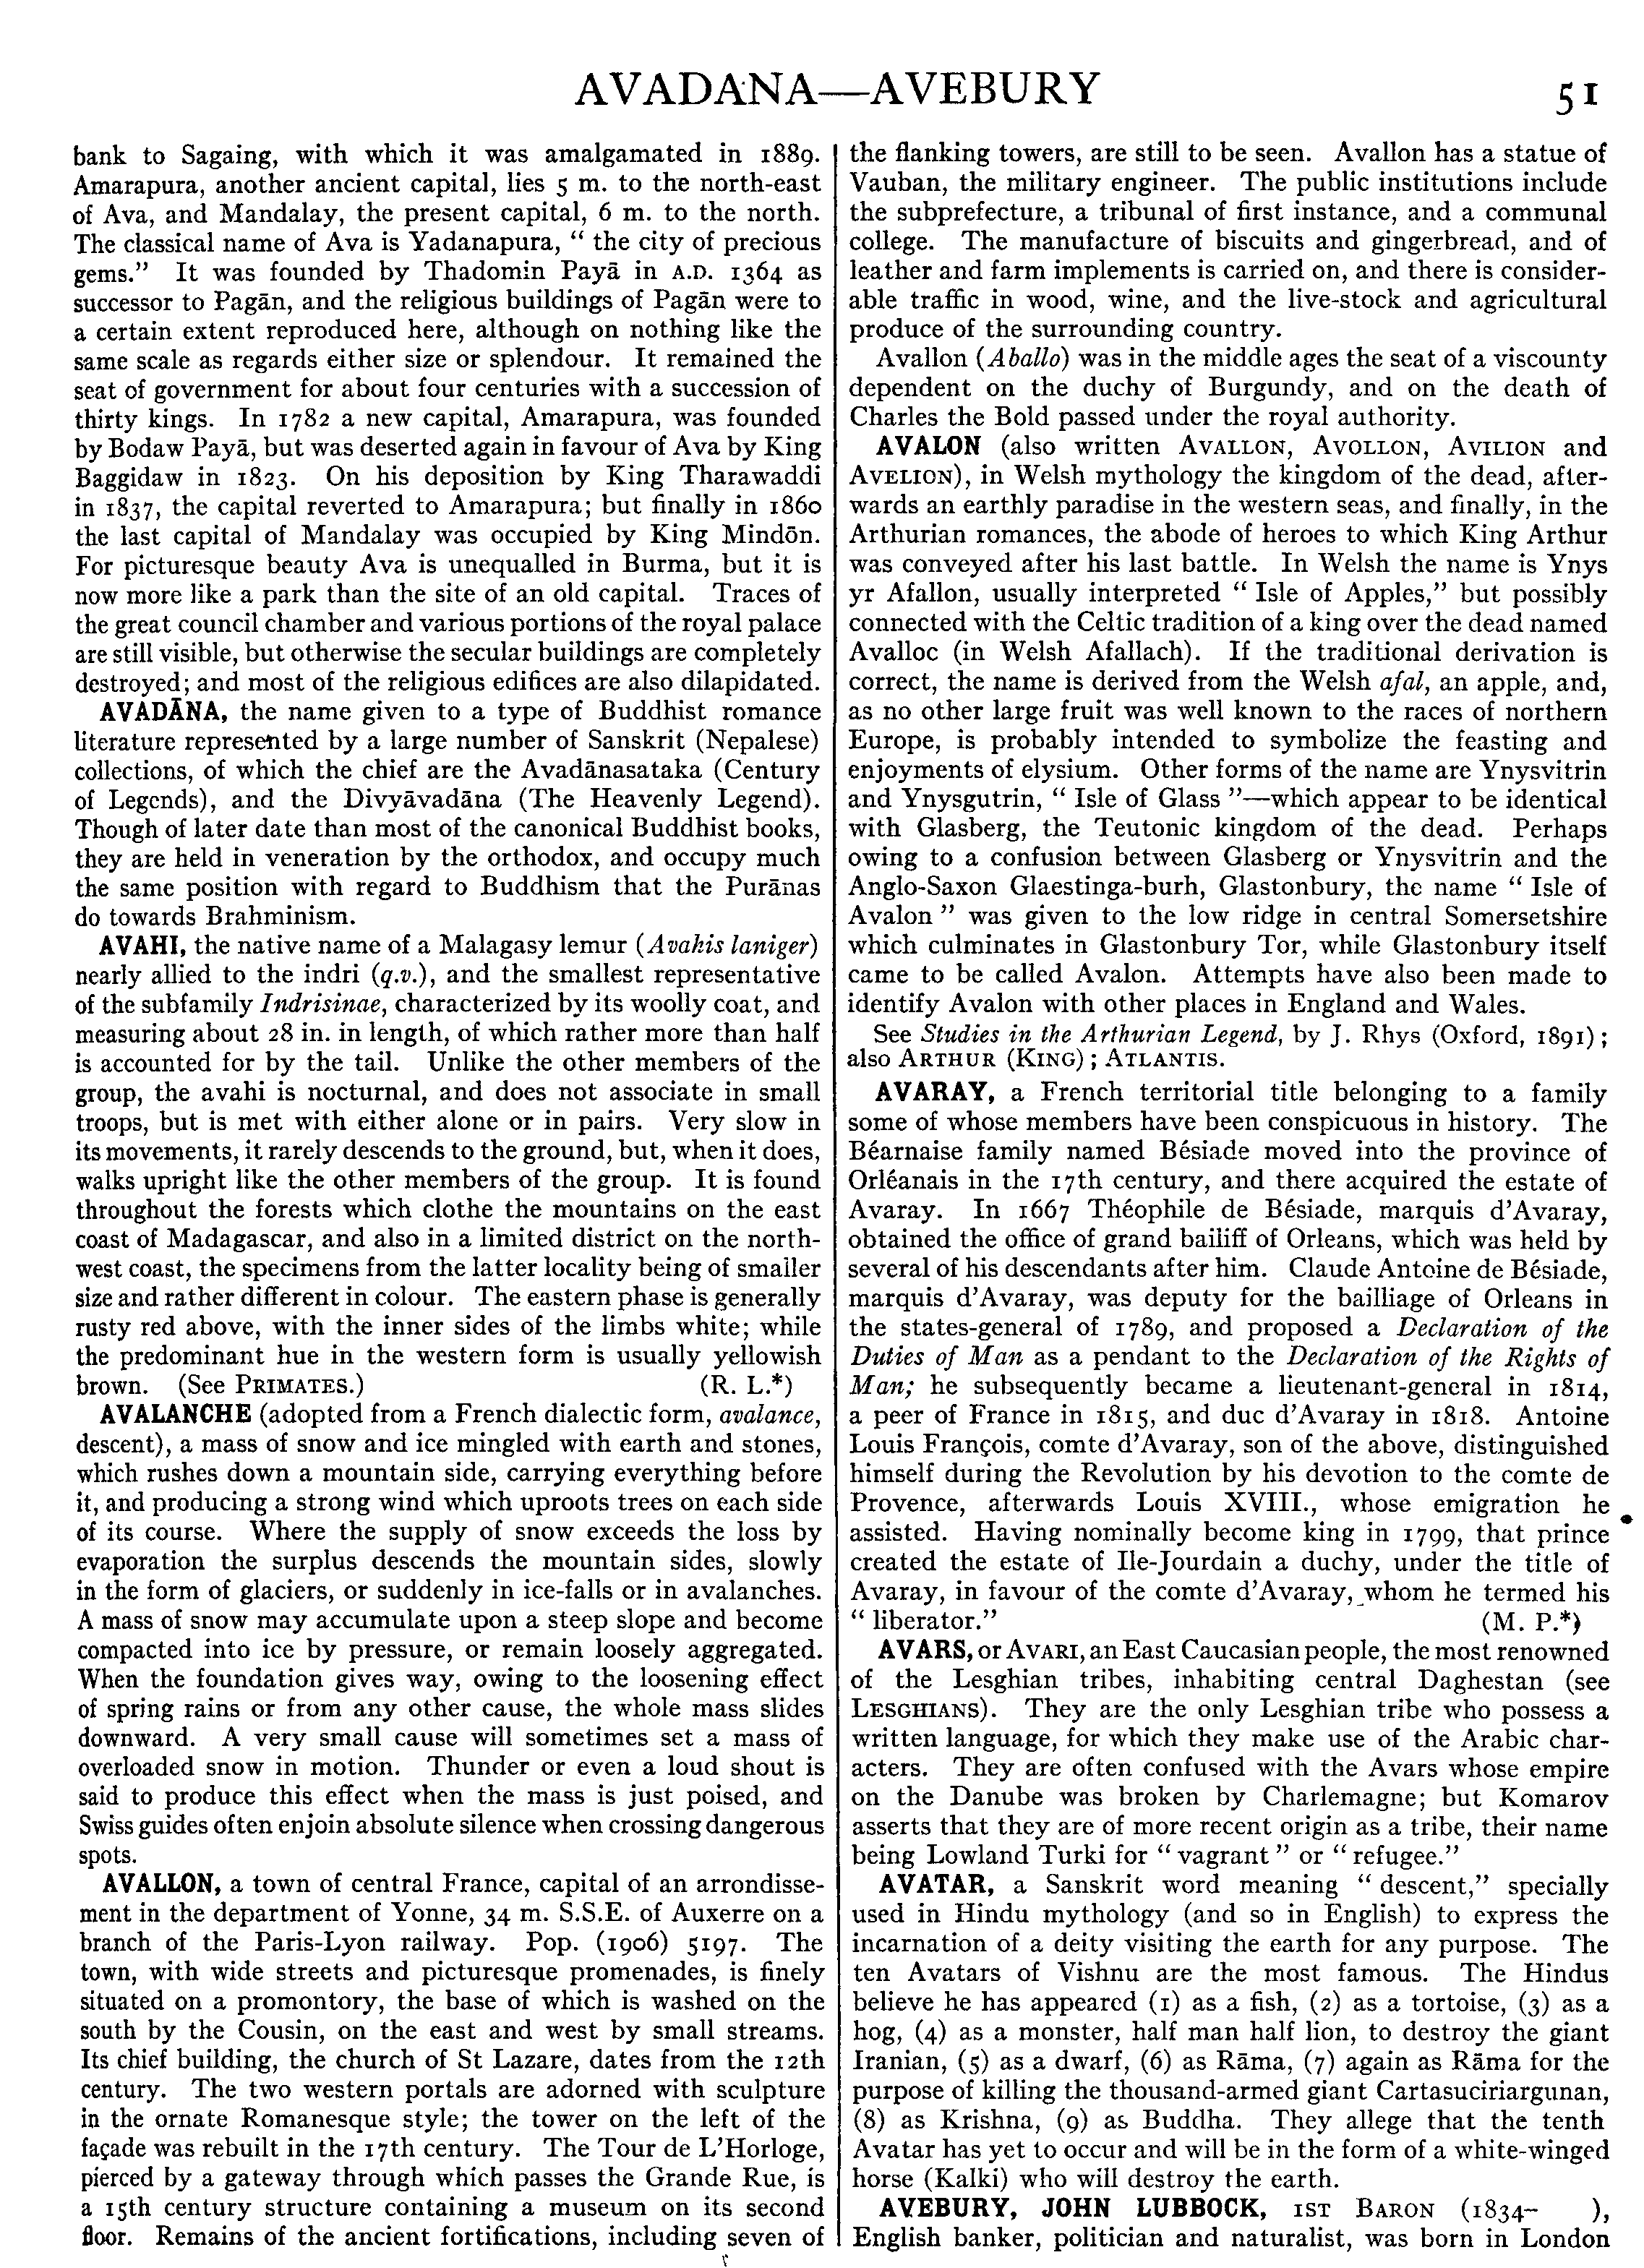 AVADANA—AVEBURY
51
bank to Sagaing, with which it was amalgamated in 1889.
Amarapura, another ancient capital, lies 5 m. to the north-east
of Ava, and Mandalay, the present capital, 6 m. to the north.
The classical name of Ava is Yadanapura, “ the city of precious
gems.” It was founded by Thadomin Payā in A.D. 1364 as
successor to Pagān, and the religious buildings of Pagān were to
a certain extent reproduced here, although on nothing like the
same scale as regards either size or splendour. It remained the
seat of government for about four centuries with a succession of
thirty kings. In 1782 a new capital, Amarapura, was founded
by Bodaw Payā, but was deserted again in favour of Ava by King
Baggidaw in 1823. On his deposition by King Tharawaddi
in 1837, the capital reverted to Amarapura; but finally in 1860
the last capital of Mandalay was occupied by King Mindōn.
For picturesque beauty Ava is unequalled in Burma, but it is
now more like a park than the site of an old capital. Traces of
the great council chamber and various portions of the royal palace
are still visible, but otherwise the secular buildings are completely
destroyed; and most of the religious edifices are also dilapidated.
AVADĀNA, the name given to a type of Buddhist romance
literature represented by a large number of Sanskrit (Nepalese)
collections, of which the chief are the Avadānasataka (Century
of Legends), and the Divyāvadāna (The Heavenly Legend).
Though of later date than most of the canonical Buddhist books,
they are held in veneration by the orthodox, and occupy much
the same position with regard to Buddhism that the Purānas
do towards Brahminism.
AVAHI, the native name of a Malagasy lemur (Avahis laniger)
nearly allied to the indri (q.v.), and the smallest representative
of the subfamily Indrisinae, characterized by its woolly coat, and
measuring about 28 in. in length, of which rather more than half
is accounted for by the tail. Unlike the other members of the
group, the avahi is nocturnal, and does not associate in small
troops, but is met with either alone or in pairs. Very slow in
its movements, it rarely descends to the ground, but, when it does,
walks upright like the other members of the group. It is found
throughout the forests which clothe the mountains on the east
coast of Madagascar, and also in a limited district on the north-
west coast, the specimens from the latter locality being of smaller
size and rather different in colour. The eastern phase is generally
rusty red above, with the inner sides of the limbs white; while
the predominant hue in the western form is usually yellowish
brown. (See PRIMATES.) (R. L.*)
AVALANCHE (adopted from a French dialectic form, avalance,
descent), a mass of snow and ice mingled with earth and stones,
which rushes down a mountain side, carrying everything before
it, and producing a strong wind which uproots trees on each side
of its course. Where the supply of snow exceeds the loss by
evaporation the surplus descends the mountain sides, slowly
in the form of glaciers, or suddenly in ice-falls or in avalanches.
A mass of snow may accumulate upon a steep slope and become
compacted into ice by pressure, or remain loosely aggregated.
When the foundation gives way, owing to the loosening effect
of spring rains or from any other cause, the whole mass slides
downward. A very small cause will sometimes set a mass of
overloaded snow in motion. Thunder or even a loud shout is
said to produce this effect when the mass is just poised, and
Swiss guides often enjoin absolute silence when crossing dangerous
spots.
AVALLON, a town of central France, capital of an arrondisse-
ment in the department of Yonne, 34 m. S.S.E. of Auxerre on a
branch of the Paris-Lyon railway. Pop. (1906) 5197. The
town, with wide streets and picturesque promenades, is finely
situated on a promontory, the base of which is washed on the
south by the Cousin, on the east and west by small streams.
Its chief building, the church of St Lazare, dates from the 12th
century. The two western portals are adorned with sculpture
in the ornate Romanesque style; the tower on the left of the
façade was rebuilt in the 17th century. The Tour de L’Horloge,
pierced by a gateway through which passes the Grande Rue, is
a 15th century structure containing a museum on its second
floor. Remains of the ancient fortifications, including seven of
the flanking towers, are still to be seen. Avallon has a statue of
Vauban, the military engineer. The public institutions include
the subprefecture, a tribunal of first instance, and a communal
college. The manufacture of biscuits and gingerbread, and of
leather and farm implements is carried on, and there is consider-
able traffic in wood, wine, and the live-stock and agricultural
produce of the surrounding country.
Avallon (Aballo) was in the middle ages the seat of a viscounty
dependent on the duchy of Burgundy, and on the death of
Charles the Bold passed under the royal authority.
AVALON (also written AVALLON, AVOLLON, AVILION and
AVELION), in Welsh mythology the kingdom of the dead, after-
wards an earthly paradise in the western seas, and finally, in the
Arthurian romances, the abode of heroes to which King Arthur
was conveyed after his last battle. In Welsh the name is Ynys
yr Afallon, usually interpreted “ Isle of Apples,” but possibly
connected with the Celtic tradition of a king over the dead named
Avalloc (in Welsh Afallach). If the traditional derivation is
correct, the name is derived from the Welsh afal, an apple, and,
as no other large fruit was well known to the races of northern
Europe, is probably intended to symbolize the feasting and
enjoyments of elysium. Other forms of the name are Ynysvitrin
and Ynysgutrin, “ Isle of Glass ”—which appear to be identical
with Glasberg, the Teutonic kingdom of the dead. Perhaps
owing to a confusion between Glasberg or Ynysvitrin and the
Anglo-Saxon Glaestinga-burh, Glastonbury, the name “ Isle of
Avalon ” was given to the low ridge in central Somersetshire
which culminates in Glastonbury Tor, while Glastonbury itself
came to be called Avalon. Attempts have also been made to
identify Avalon with other places in England and Wales.
See Studies in the Arthurian Legend, by J. Rhys (Oxford, 1891);
also ARTHUR (KING); ATLANTIS.
AVARAY, a French territorial title belonging to a family
some of whose members have been conspicuous in history. The
Béarnaise family named Bésiade moved into the province of
Orléanais in the 17th century, and there acquired the estate of
Avaray. In 1667 Théophile de Bésiade, marquis d’Avaray,
obtained the office of grand bailiff of Orleans, which was held by
several of his descendants after him. Claude Antoine de Bésiade,
marquis d’Avaray, was deputy for the bailliage of Orleans in
the states-general of 1789, and proposed a Declaration of the
Duties of Man as a pendant to the Declaration of the Rights of
Man; he subsequently became a lieutenant-general in 1814,
a peer of France in 1815, and duc d’Avaray in 1818. Antoine
Louis François, comte d’Avaray, son of the above, distinguished
himself during the Revolution by his devotion to the comte de
Provence, afterwards Louis XVIII., whose emigration he
assisted. Having nominally become king in 1799, that prince
created the estate of Ile-Jourdain a duchy, under the title of
Avaray, in favour of the comte d’Avaray, whom he termed his
“ liberator.” (M. P.*)
AVARS, or AVARI, an East Caucasian people, the most renowned
of the Lesghian tribes, inhabiting central Daghestan (see
LESGHIANS). They are the only Lesghian tribe who possess a
written language, for which they make use of the Arabic char-
acters. They are often confused with the Avars whose empire
on the Danube was broken by Charlemagne; but Komarov
asserts that they are of more recent origin as a tribe, their name
being Lowland Turki for “ vagrant ” or “ refugee.”
AVATAR, a Sanskrit word meaning “ descent,” specially
used in Hindu mythology (and so in English) to express the
incarnation of a deity visiting the earth for any purpose. The
ten Avatars of Vishnu are the most famous. The Hindus
believe he has appeared (1) as a fish, (2) as a tortoise, (3) as a
hog, (4) as a monster, half man half lion, to destroy the giant
Iranian, (5) as a dwarf, (6) as Rāma, (7) again as Rāma for the
purpose of killing the thousand-armed giant Cartasuciriargunan,
(8) as Krishna, (9) as Buddha. They allege that the tenth
Avatar has yet to occur and will be in the form of a white-winged
horse (Kalki) who will destroy the earth.
AVEBURY, JOHN LUBBOCK, 1ST BARON (1834– ),
English banker, politician and naturalist, was born in London